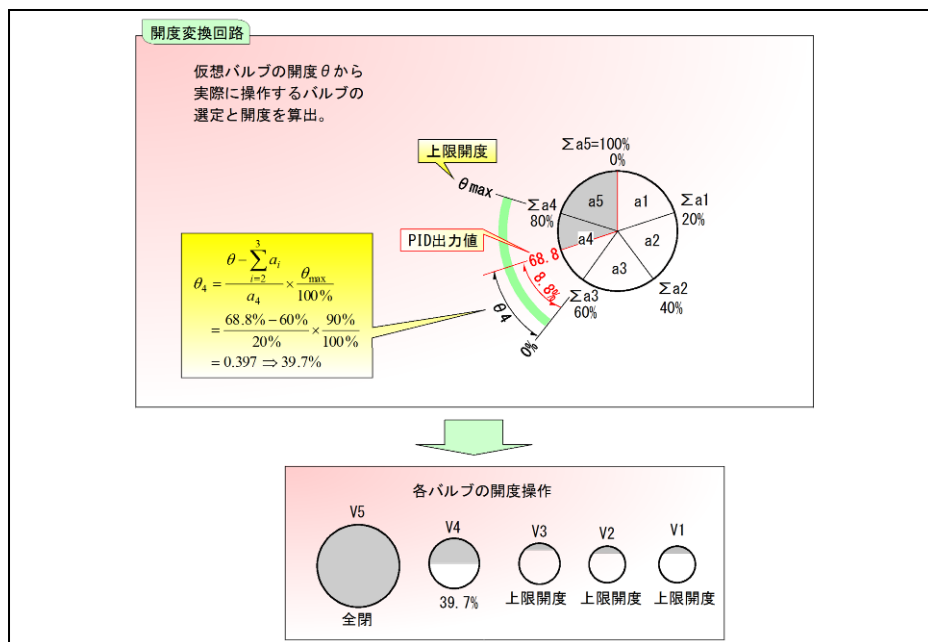 開度変換回路
仮想バルブの開度θから
実際に操作するバルブの
選定と開度を算出。
上限開度
θmax
Σa5=100%
0%
Σa4
80%
a5
a1
Σa1
20%
PID出力値
68.8
a4
a2
a3
8.8%
θ4
0%
Σa3
60%
Σa2
40%
θ4 = (θ − Σ_{i=2}^{3} a_i) / a4 × θmax / 100%
= (68.8% − 60%) / 20% × 90% / 100%
= 0.397 ⇒ 39.7%
各バルブの開度操作
V5
V4
V3
V2
V1
全閉
39.7%
上限開度
上限開度
上限開度